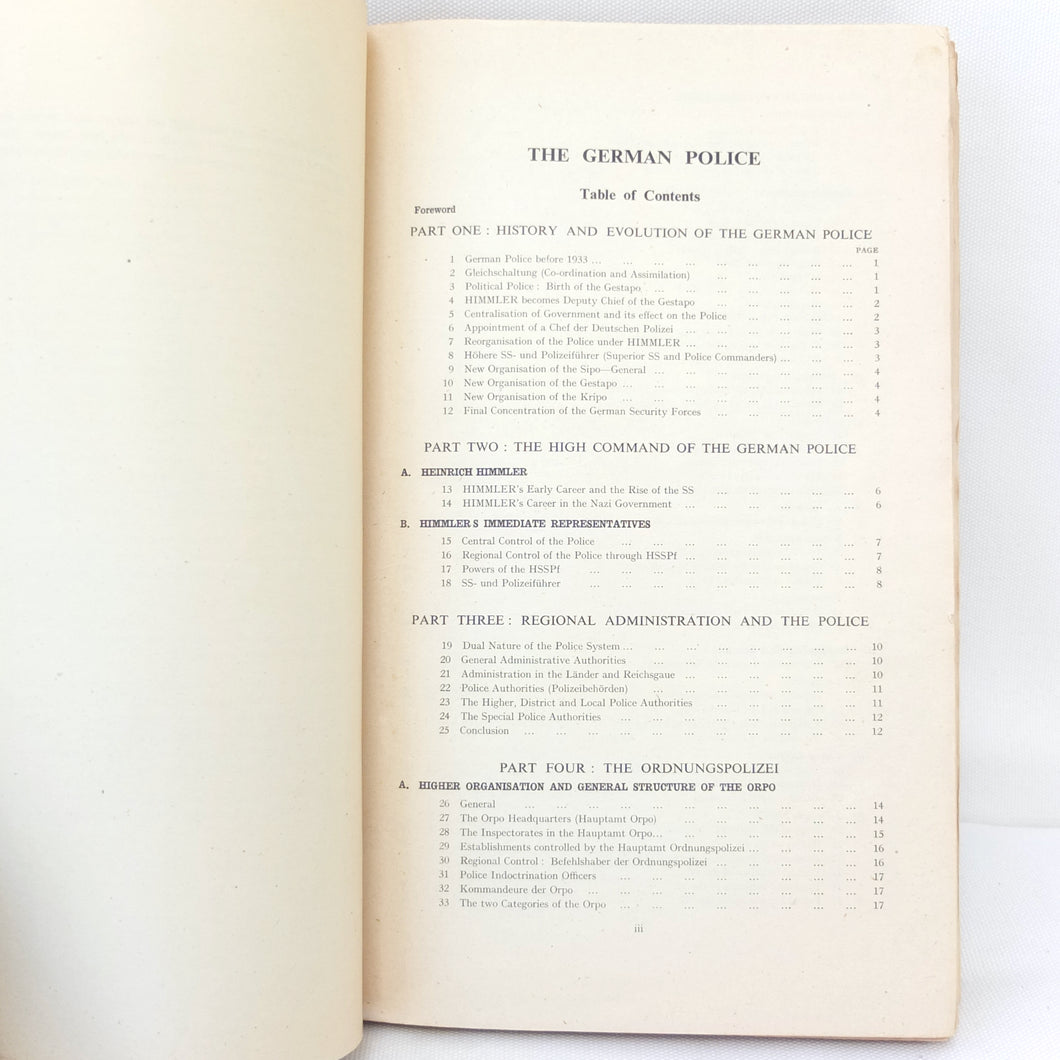 THE GERMAN POLICE
Table of Contents
Foreword
PART ONE : HISTORY AND EVOLUTION OF THE GERMAN POLICE
PAGE
1 German Police before 1933 ... ... ... ... ... ... ... ... ... 1
2 Gleichschaltung (Co-ordination and Assimilation) ... ... ... ... ... 1
3 Political Police : Birth of the Gestapo ... ... ... ... ... ... ... 1
4 HIMMLER becomes Deputy Chief of the Gestapo ... ... ... ... ... 2
5 Centralisation of Government and its effect on the Police ... ... ... ... 2
6 Appointment of a Chef der Deutschen Polizei ... ... ... ... ... ... 3
7 Reorganisation of the Police under HIMMLER ... ... ... ... ... ... 3
8 Höhere SS- und Polizeiführer (Superior SS and Police Commanders) ... ... ... 3
9 New Organisation of the Sipo—General ... ... ... ... ... ... ... 4
10 New Organisation of the Gestapo ... ... ... ... ... ... ... ... 4
11 New Organisation of the Kripo ... ... ... ... ... ... ... ... 4
12 Final Concentration of the German Security Forces ... ... ... ... ... 4
PART TWO : THE HIGH COMMAND OF THE GERMAN POLICE
A. HEINRICH HIMMLER
13 HIMMLER's Early Career and the Rise of the SS ... ... ... ... ... 6
14 HIMMLER's Career in the Nazi Government ... ... ... ... ... ... 6
B. HIMMLER S IMMEDIATE REPRESENTATIVES
15 Central Control of the Police ... ... ... ... ... ... ... ... 7
16 Regional Control of the Police through HSSPf ... ... ... ... ... ... 7
17 Powers of the HSSPf ... ... ... ... ... ... ... ... ... 8
18 SS- und Polizeiführer ... ... ... ... ... ... ... ... ... 8
PART THREE : REGIONAL ADMINISTRATION AND THE POLICE
19 Dual Nature of the Police System ... ... ... ... ... ... ... ... 10
20 General Administrative Authorities ... ... ... ... ... ... ... 10
21 Administration in the Länder and Reichsgaue ... ... ... ... ... ... 10
22 Police Authorities (Polizeibehörden) ... ... ... ... ... ... ... 11
23 The Higher, District and Local Police Authorities ... ... ... ... ... 11
24 The Special Police Authorities ... ... ... ... ... ... ... ... 12
25 Conclusion ... ... ... ... ... ... ... ... ... ... ... 12
PART FOUR : THE ORDNUNGSPOLIZEI
A. HIGHER ORGANISATION AND GENERAL STRUCTURE OF THE ORPO
26 General ... ... ... ... ... ... ... ... ... ... ... 14
27 The Orpo Headquarters (Hauptamt Orpo) ... ... ... ... ... ... ... 14
28 The Inspectorates in the Hauptamt Orpo... ... ... ... ... ... ... 15
29 Establishments controlled by the Hauptamt Ordnungspolizei ... ... ... ... 16
30 Regional Control : Befehlshaber der Ordnungspolizei ... ... ... ... ... 16
31 Police Indoctrination Officers ... ... ... ... ... ... ... ... 17
32 Kommandeure der Orpo ... ... ... ... ... ... ... ... ... 17
33 The two Categories of the Orpo ... ... ... ... ... ... ... ... 17
iii